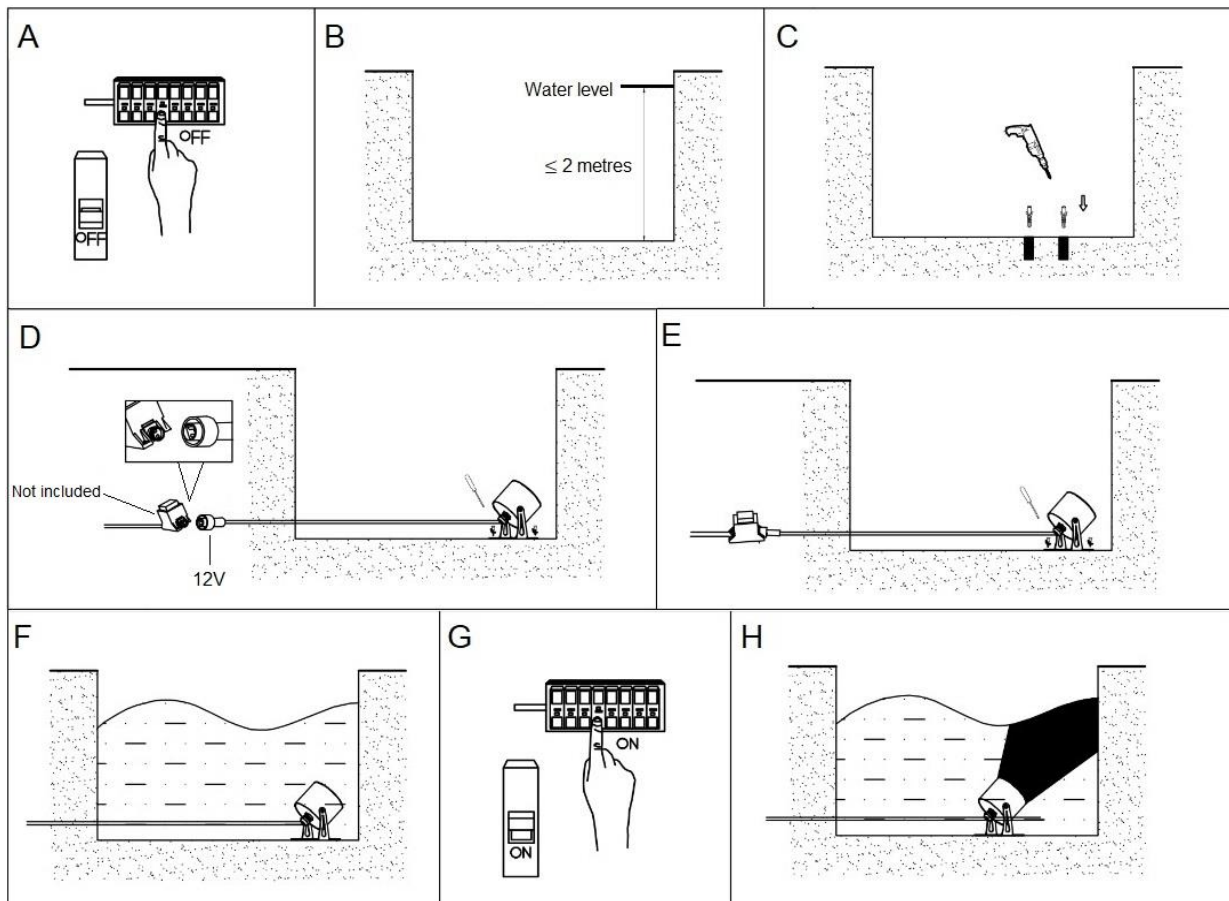 A
OFF
OFF
B
Water level
≤ 2 metres
C
D
Not included
12V
E
F
G
ON
ON
H